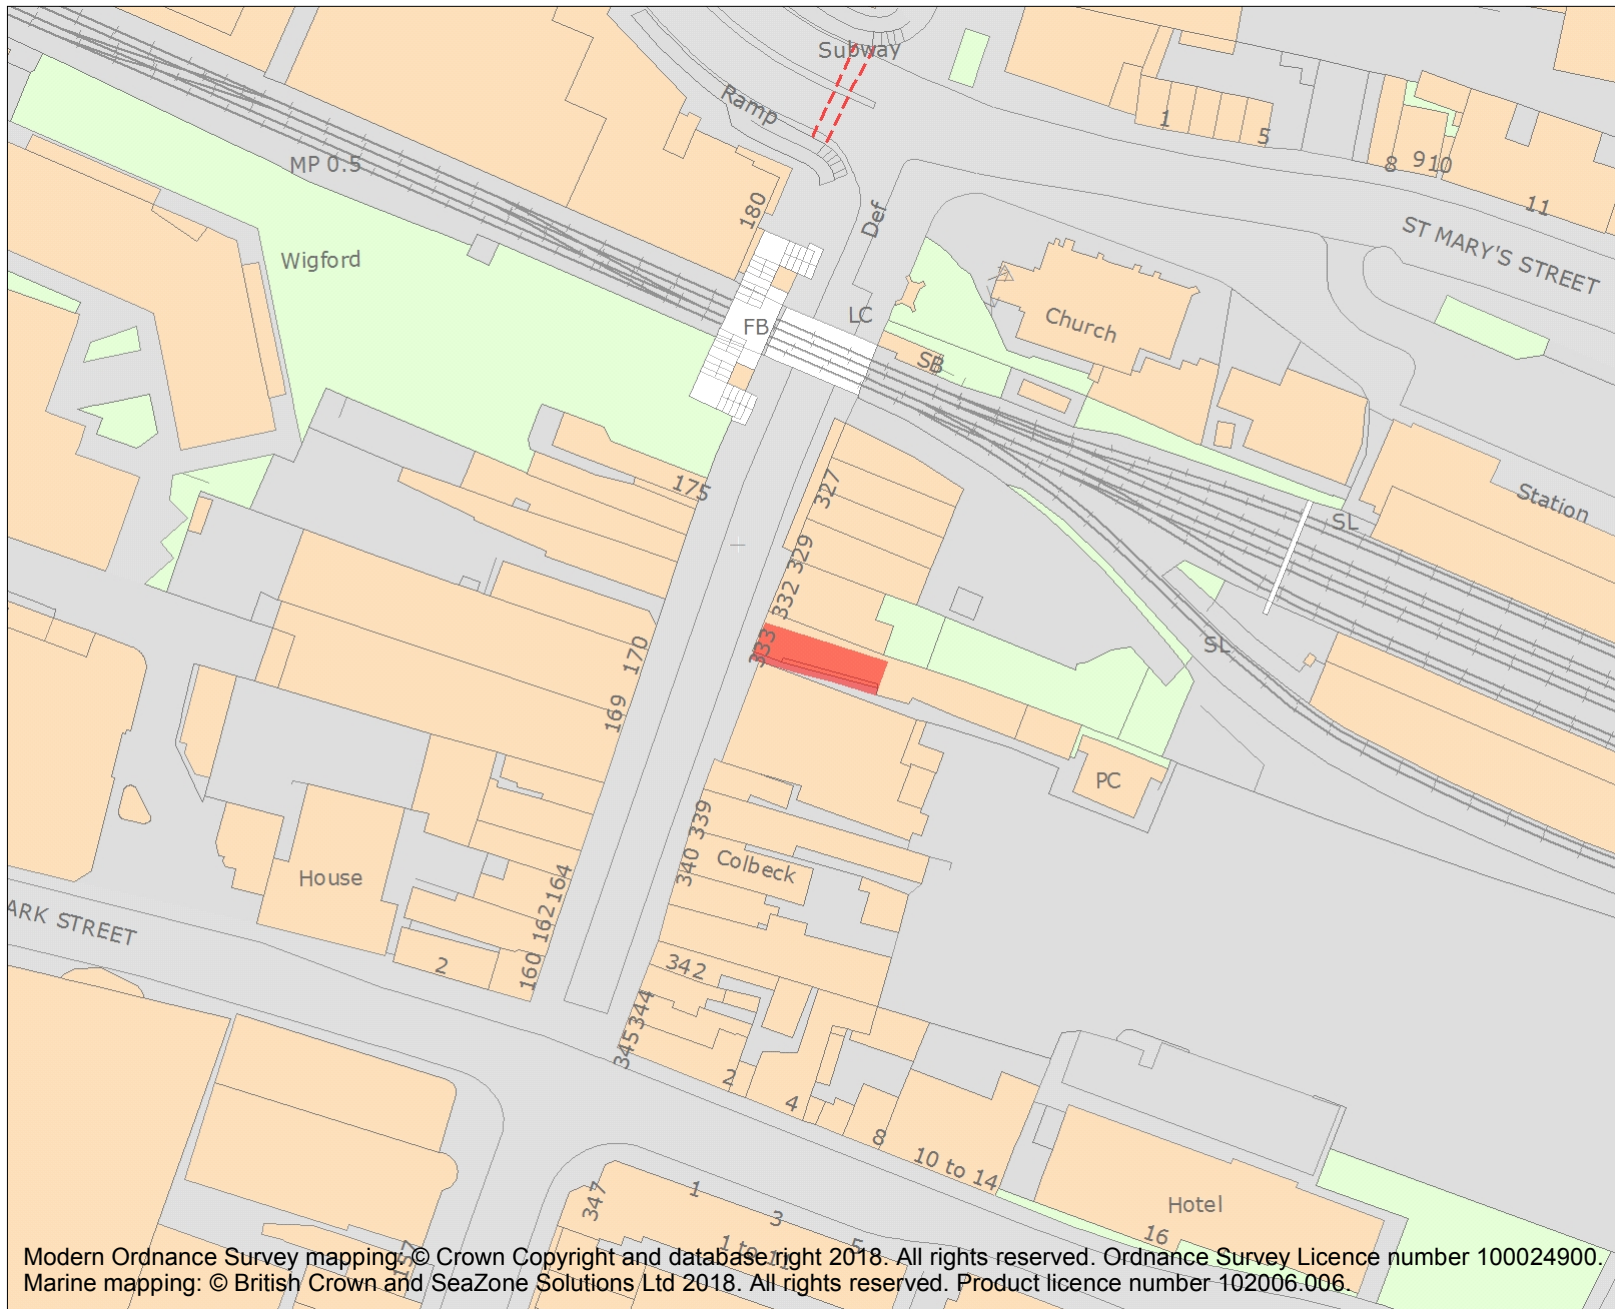 Subway
Ramp
1
5
8
9
10
11
MP 0.5
180
Def
ST MARY'S STREET
Wigford
FB
LC
Church
SB
175
327
Station
SL
329
332
SL
333
170
169
PC
339
340
Colbeck
House
164
162
ARK STREET
2
160
342
344
345
2
4
8
10 to 14
Hotel
347
1
3
5
16
1 to 11
157
Modern Ordnance Survey mapping: © Crown Copyright and database right 2018. All rights reserved. Ordnance Survey Licence number 100024900.
Marine mapping: © British Crown and SeaZone Solutions Ltd 2018. All rights reserved. Product licence number 102006.006.